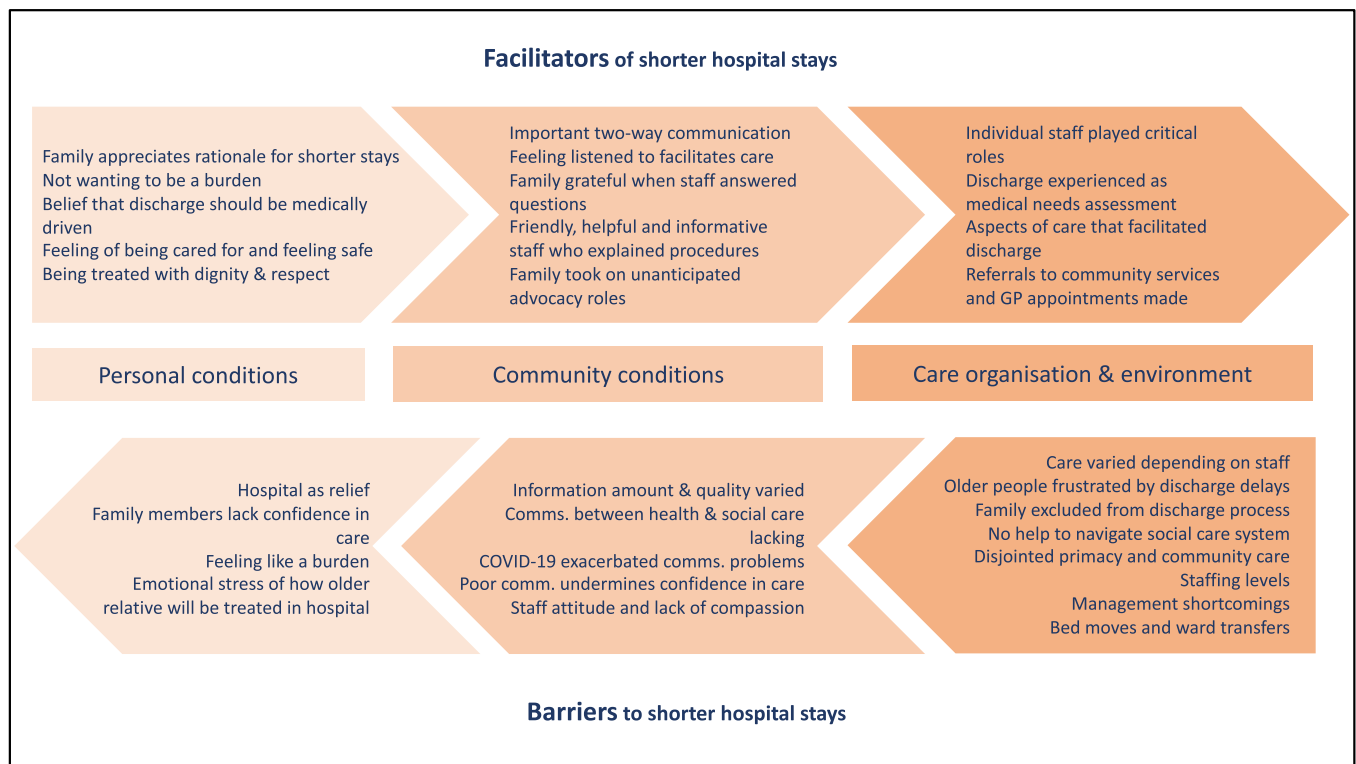 Facilitators of shorter hospital stays
Family appreciates rationale for shorter stays
Not wanting to be a burden
Belief that discharge should be medically
driven
Feeling of being cared for and feeling safe
Being treated with dignity & respect
Important two-way communication
Feeling listened to facilitates care
Family grateful when staff answered
questions
Friendly, helpful and informative
staff who explained procedures
Family took on unanticipated
advocacy roles
Individual staff played critical
roles
Discharge experienced as
medical needs assessment
Aspects of care that facilitated
discharge
Referrals to community services
and GP appointments made
Personal conditions
Community conditions
Care organisation & environment
Hospital as relief
Family members lack confidence in
care
Feeling like a burden
Emotional stress of how older
relative will be treated in hospital
Information amount & quality varied
Comms. between health & social care
lacking
COVID-19 exacerbated comms. problems
Poor comm. undermines confidence in care
Staff attitude and lack of compassion
Care varied depending on staff
Older people frustrated by discharge delays
Family excluded from discharge process
No help to navigate social care system
Disjointed primacy and community care
Staffing levels
Management shortcomings
Bed moves and ward transfers
Barriers to shorter hospital stays